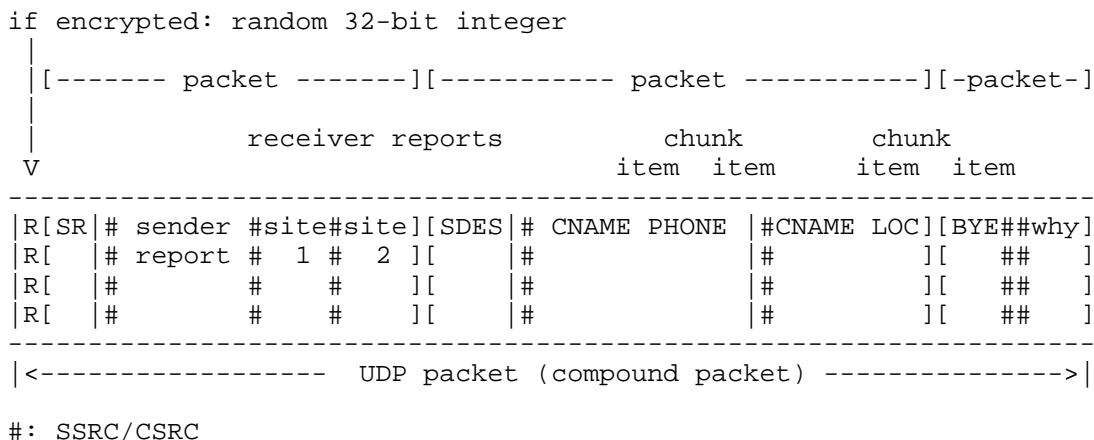 if encrypted: random 32-bit integer
|
|[------- packet -------][----------- packet -----------][-packet-]
|
| receiver reports chunk chunk
V item item item item
--------------------------------------------------------------------
|R[SR|# sender #site#site][SDES|# CNAME PHONE |#CNAME LOC][BYE##why]
|R[ |# report # 1 # 2 ][ |# |# ][ ## ]
|R[ |# # # ][ |# |# ][ ## ]
|R[ |# # # ][ |# |# ][ ## ]
--------------------------------------------------------------------
|<------------------ UDP packet (compound packet) --------------->|
#: SSRC/CSRC